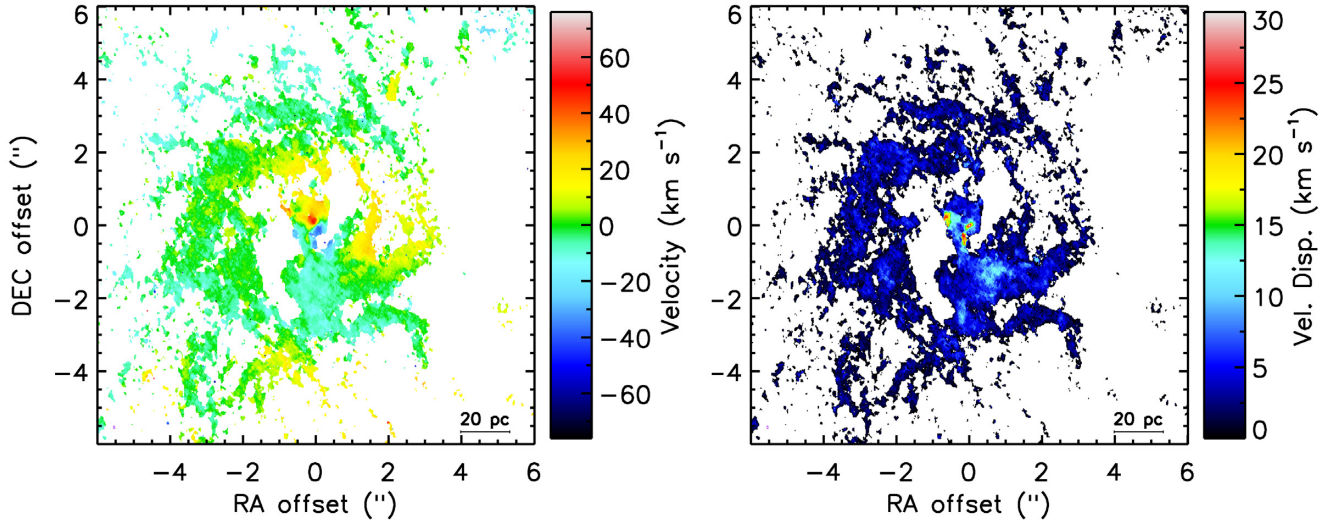 6
4
2
0
−2
−4
DEC offset ('')
−4 −2 0 2 4 6
RA offset ('')
20 pc
60
40
20
0
−20
−40
−60
Velocity (km s⁻¹)
6
4
2
0
−2
−4
−4 −2 0 2 4 6
RA offset ('')
20 pc
30
25
20
15
10
5
0
Vel. Disp. (km s⁻¹)